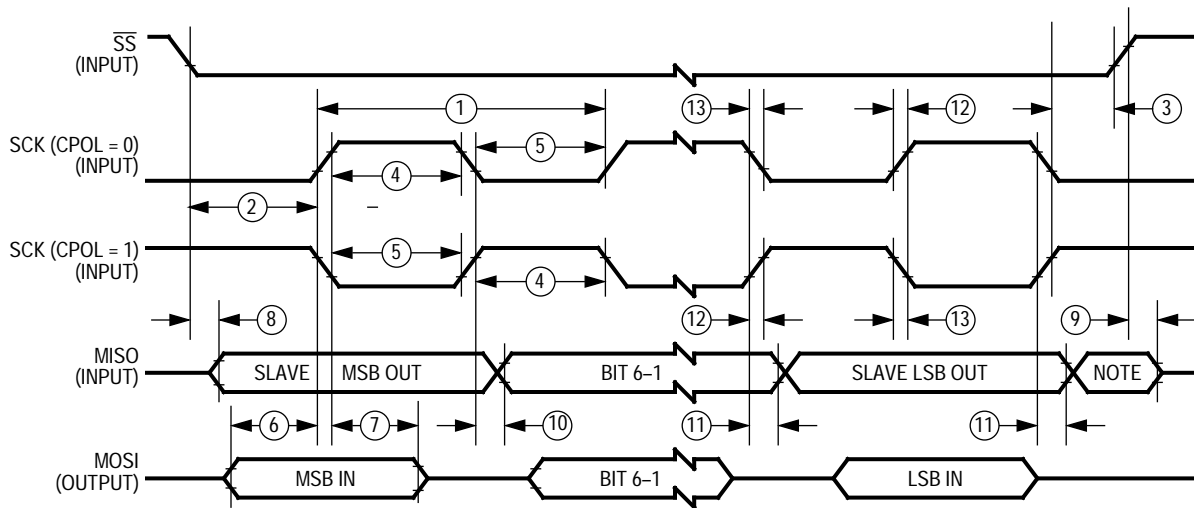 S̅S̅
(INPUT)
1
13
12
3
SCK (CPOL = 0)
(INPUT)
5
4
2
SCK (CPOL = 1)
(INPUT)
5
4
8
12
13
9
MISO
(INPUT)
SLAVE MSB OUT
BIT 6–1
SLAVE LSB OUT
NOTE
6
7
10
11
11
MOSI
(OUTPUT)
MSB IN
BIT 6–1
LSB IN